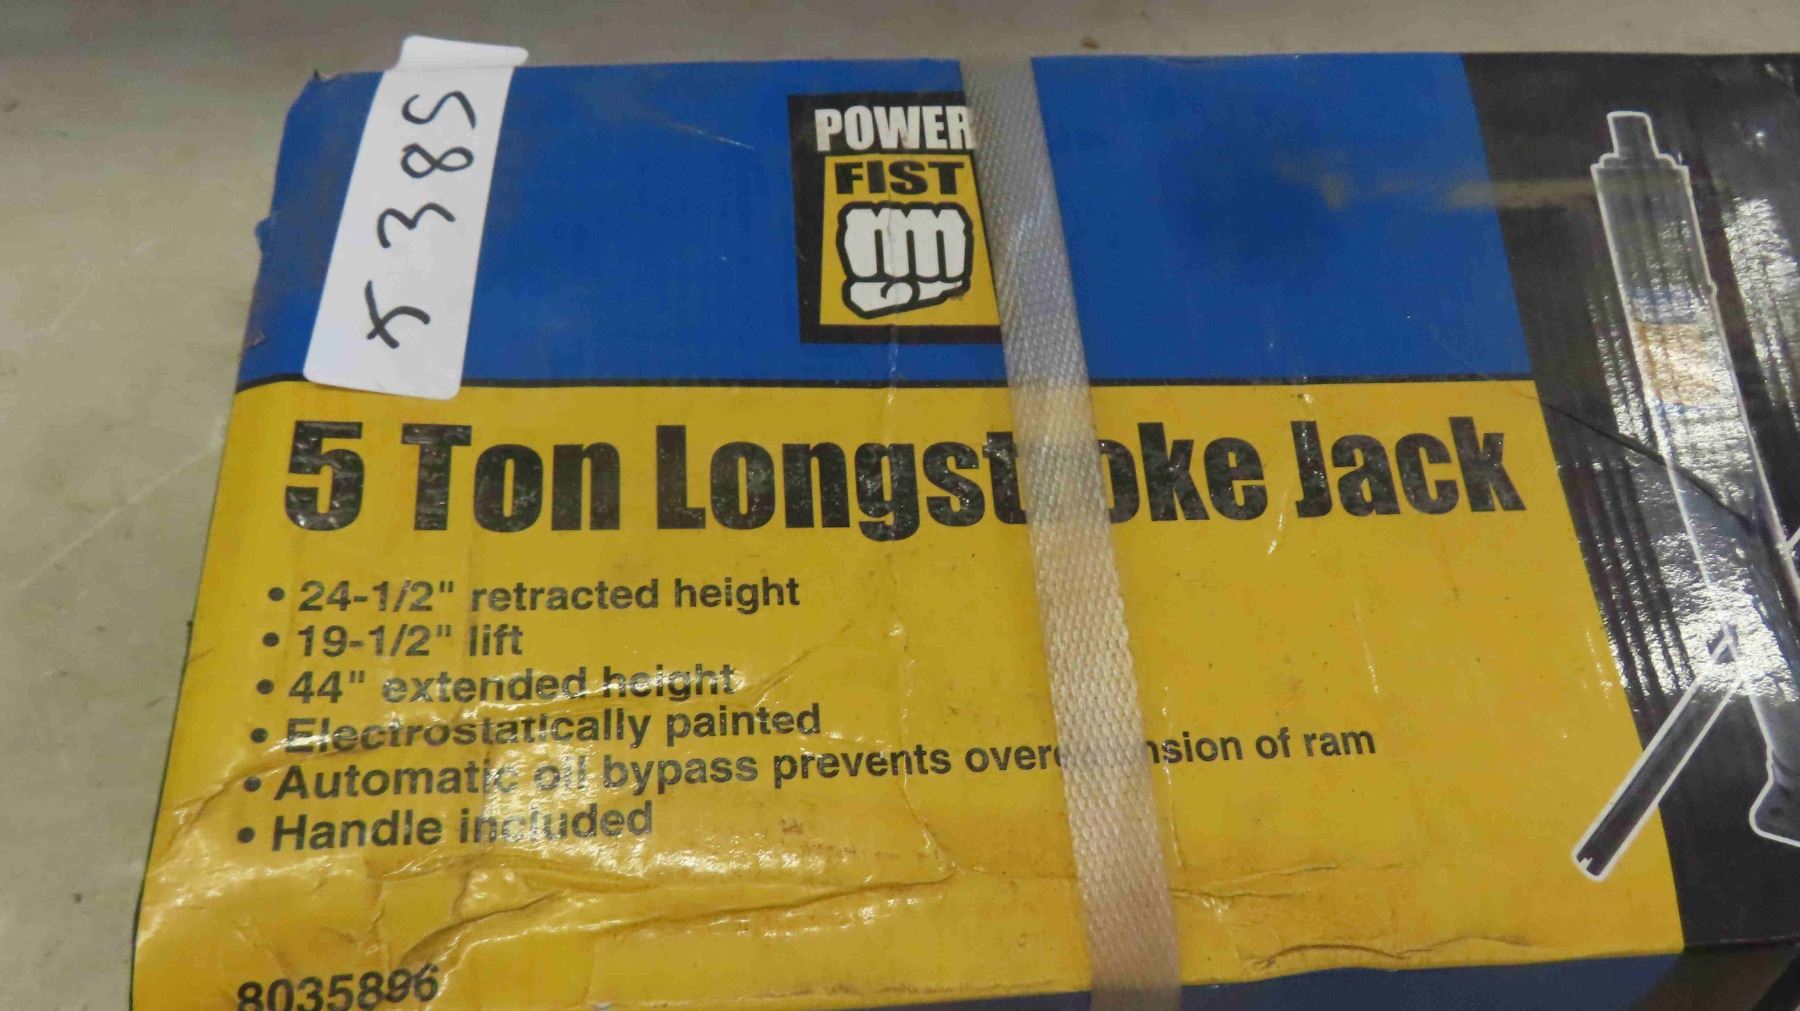 X385
POWER
FIST
5 Ton Longstroke Jack
• 24-1/2" retracted height
• 19-1/2" lift
• 44" extended height
• Electrostatically painted
• Automatic oil bypass prevents overextension of ram
• Handle included
8035896